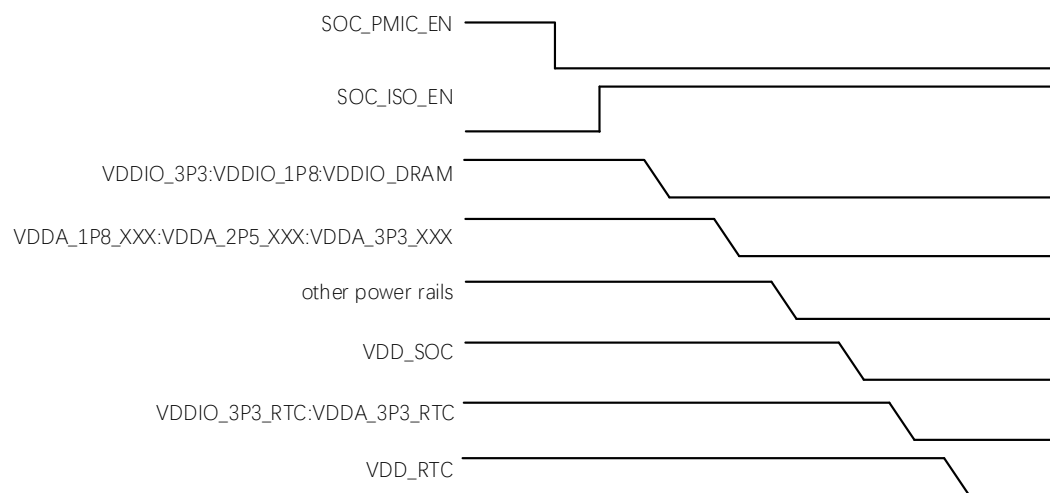 SOC_PMIC_EN
SOC_ISO_EN
VDDIO_3P3:VDDIO_1P8:VDDIO_DRAM
VDDA_1P8_XXX:VDDA_2P5_XXX:VDDA_3P3_XXX
other power rails
VDD_SOC
VDDIO_3P3_RTC:VDDA_3P3_RTC
VDD_RTC